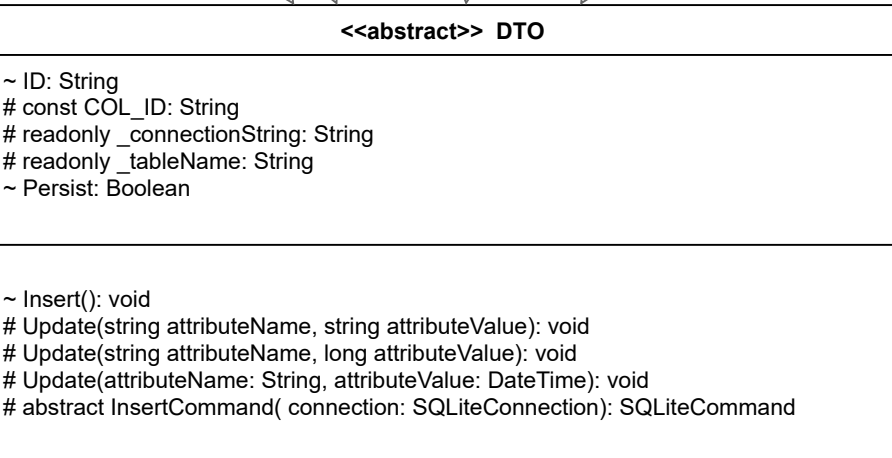 <<abstract>> DTO
~ ID: String
# const COL_ID: String
# readonly _connectionString: String
# readonly _tableName: String
~ Persist: Boolean
~ Insert(): void
# Update(string attributeName, string attributeValue): void
# Update(string attributeName, long attributeValue): void
# Update(attributeName: String, attributeValue: DateTime): void
# abstract InsertCommand( connection: SQLiteConnection): SQLiteCommand